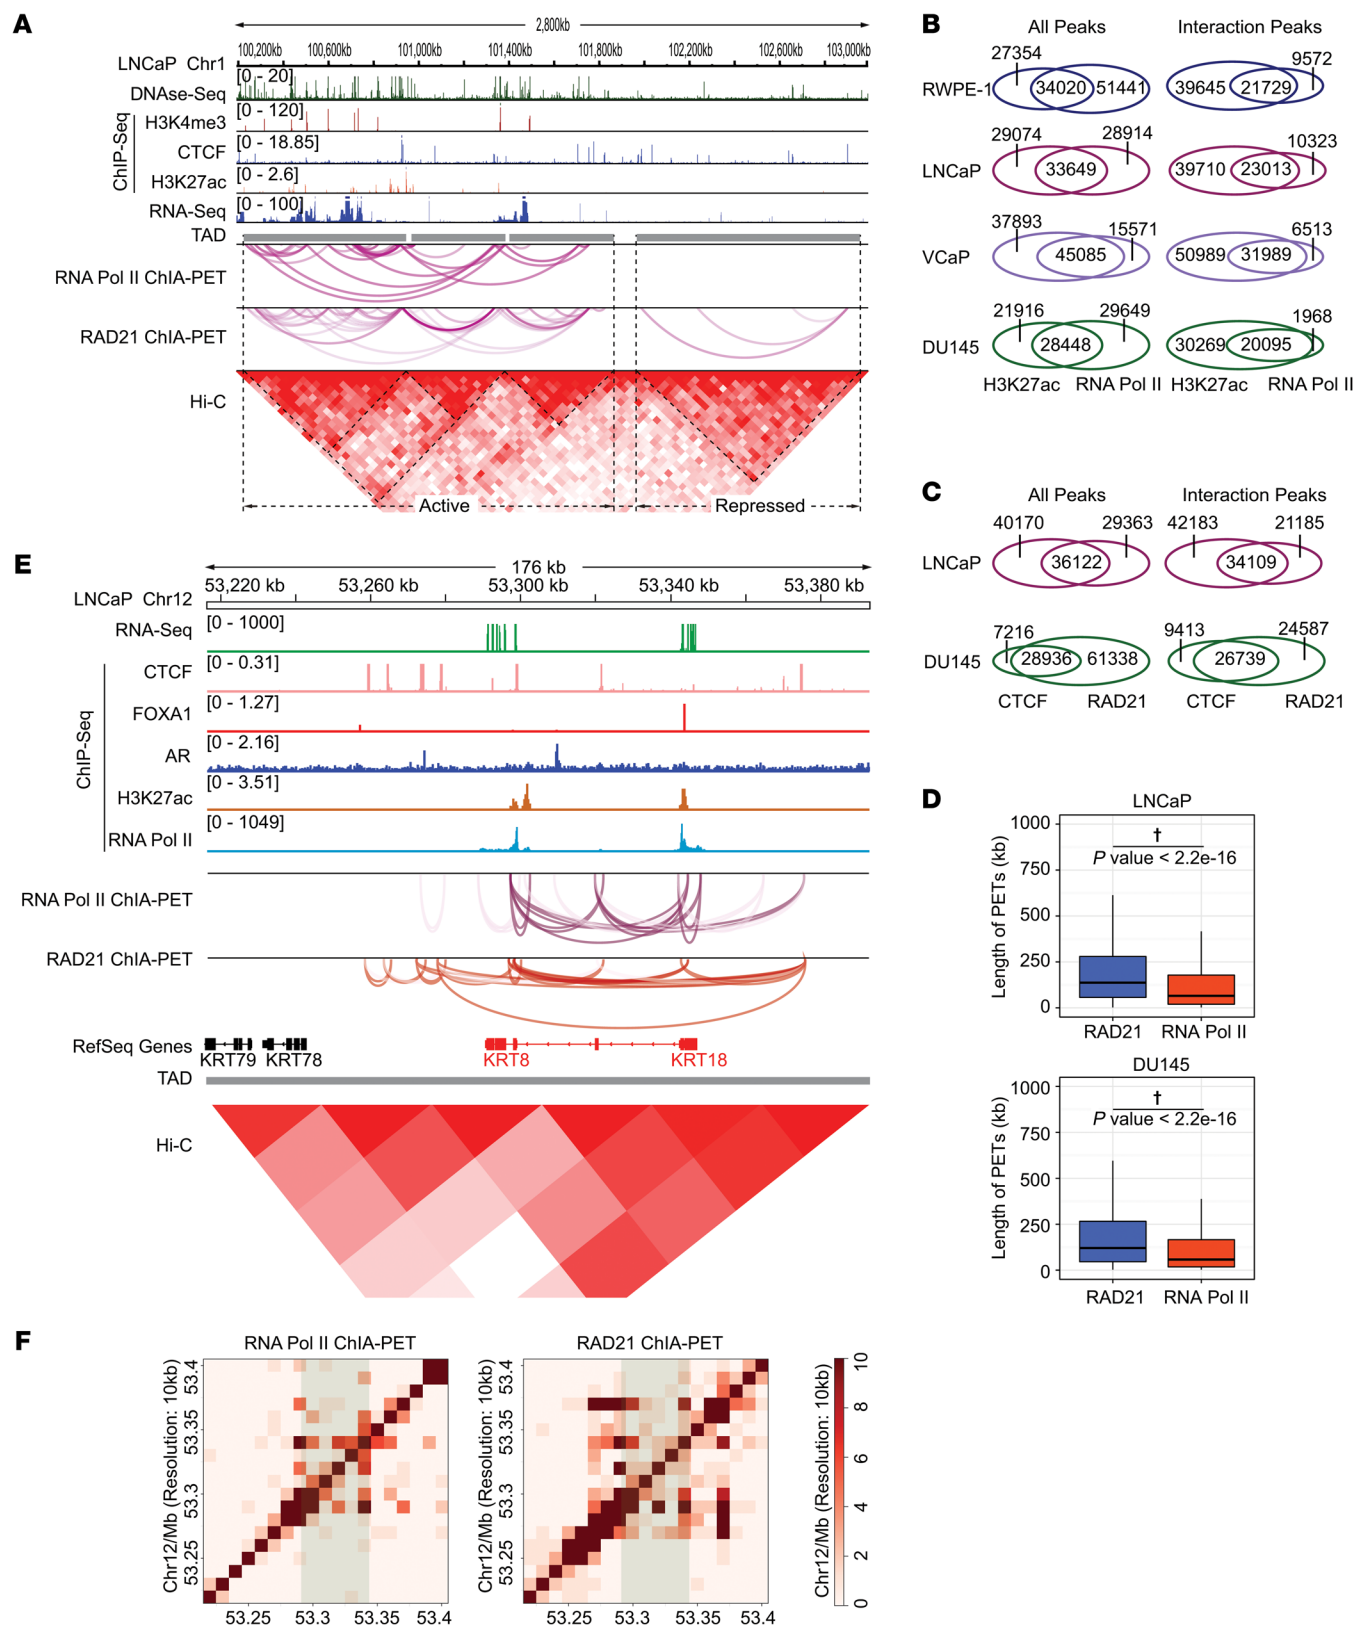 A
2,800kb
100,200kb 100,600kb 101,000kb 101,400kb 101,800kb 102,200kb 102,600kb 103,000kb
LNCaP Chr1
DNAse-Seq [0 - 20]
ChIP-Seq
H3K4me3 [0 - 120]
CTCF [0 - 18.85]
H3K27ac [0 - 2.6]
RNA-Seq [0 - 100]
TAD
RNA Pol II ChIA-PET
RAD21 ChIA-PET
Hi-C
Active Repressed
B
All Peaks Interaction Peaks
RWPE-1 27354 34020 51441 39645 21729 9572
LNCaP 29074 33649 28914 39710 23013 10323
VCaP 37893 45085 15571 50989 31989 6513
DU145 21916 28448 29649 30269 20095 1968
H3K27ac RNA Pol II H3K27ac RNA Pol II
C
All Peaks Interaction Peaks
LNCaP 40170 36122 29363 42183 34109 21185
DU145 7216 28936 61338 9413 26739 24587
CTCF RAD21 CTCF RAD21
D
LNCaP
Length of PETs (kb)
1000
750
500
250
0
†
P value < 2.2e-16
RAD21 RNA Pol II
DU145
Length of PETs (kb)
1000
750
500
250
0
†
P value < 2.2e-16
RAD21 RNA Pol II
E
176 kb
53,220 kb 53,260 kb 53,300 kb 53,340 kb 53,380 kb
LNCaP Chr12
RNA-Seq [0 - 1000]
ChIP-Seq
CTCF [0 - 0.31]
FOXA1 [0 - 1.27]
AR [0 - 2.16]
H3K27ac [0 - 3.51]
RNA Pol II [0 - 1049]
RNA Pol II ChIA-PET
RAD21 ChIA-PET
RefSeq Genes
KRT79 KRT78 KRT8 KRT18
TAD
Hi-C
F
RNA Pol II ChIA-PET
Chr12/Mb (Resolution: 10kb)
53.4
53.35
53.3
53.25
53.25 53.3 53.35 53.4
RAD21 ChIA-PET
Chr12/Mb (Resolution: 10kb)
53.4
53.35
53.3
53.25
53.25 53.3 53.35 53.4
Chr12/Mb (Resolution: 10kb)
10
8
6
4
2
0